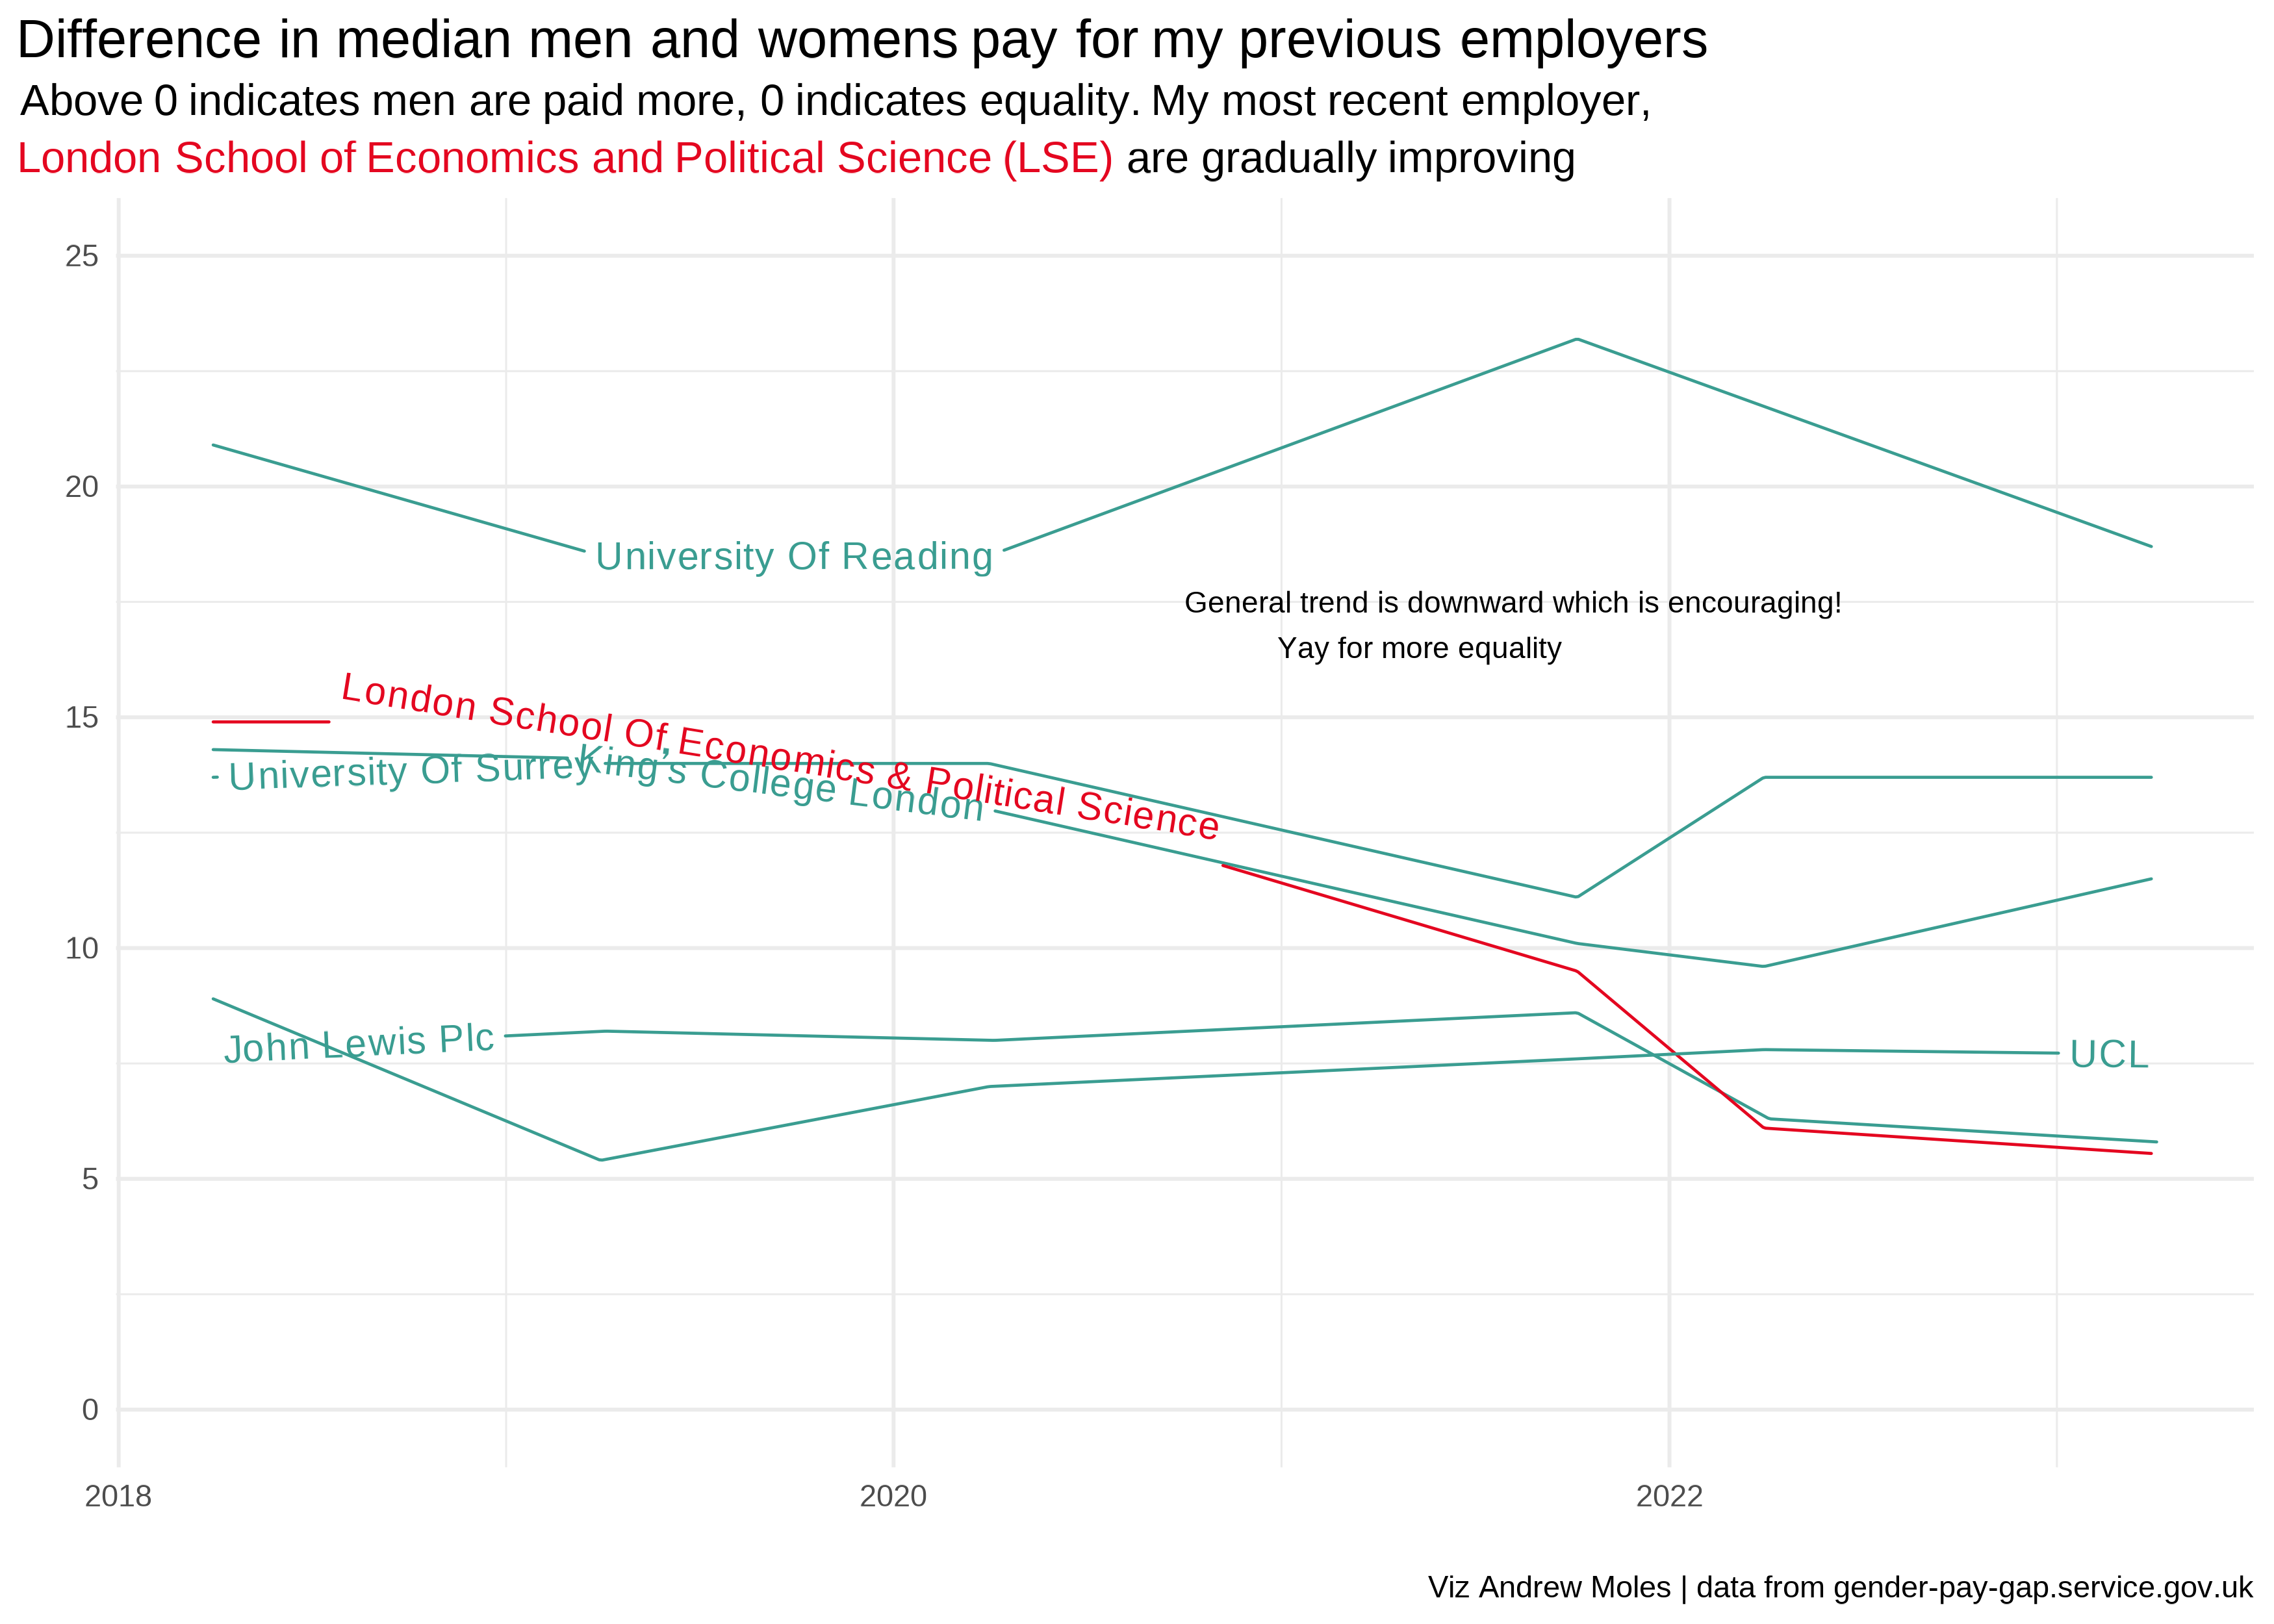 Difference in median men and womens pay for my previous employers
Above 0 indicates men are paid more, 0 indicates equality. My most recent employer,
London School of Economics and Political Science (LSE) are gradually improving
25
20
University Of Reading
General trend is downward which is encouraging!
Yay for more equality
London School Of Economics & Political Science
15
University Of Surrey
King's College London
10
John Lewis Plc
UCL
5
0
2018
2020
2022
Viz Andrew Moles | data from gender-pay-gap.service.gov.uk